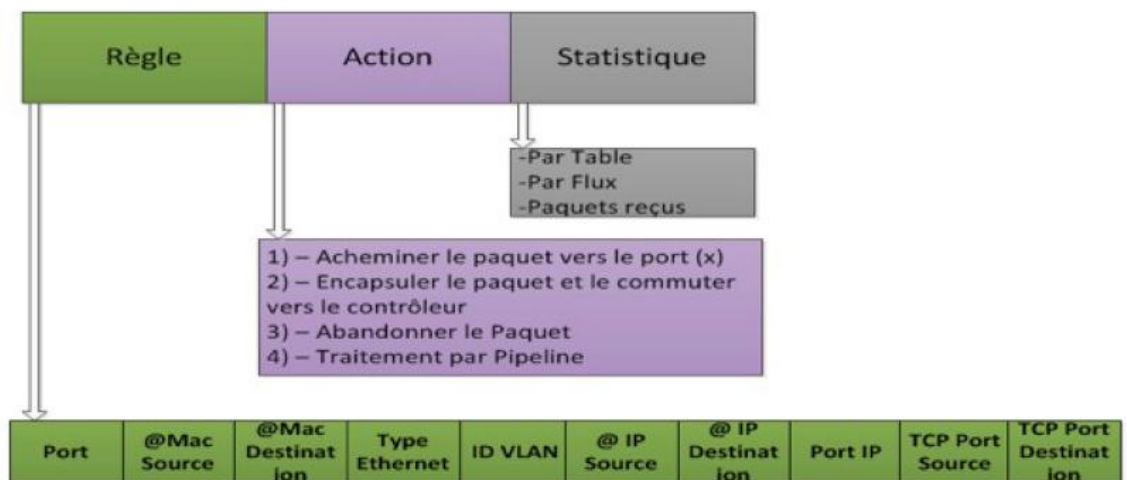 Règle
Action
Statistique
-Par Table
-Par Flux
-Paquets reçus
1) – Acheminer le paquet vers le port (x)
2) – Encapsuler le paquet et le commuter
vers le contrôleur
3) – Abandonner le Paquet
4) – Traitement par Pipeline
Port
@Mac
Source
@Mac
Destinat
ion
Type
Ethernet
ID VLAN
@ IP
Source
@ IP
Destinat
ion
Port IP
TCP Port
Source
TCP Port
Destinat
ion